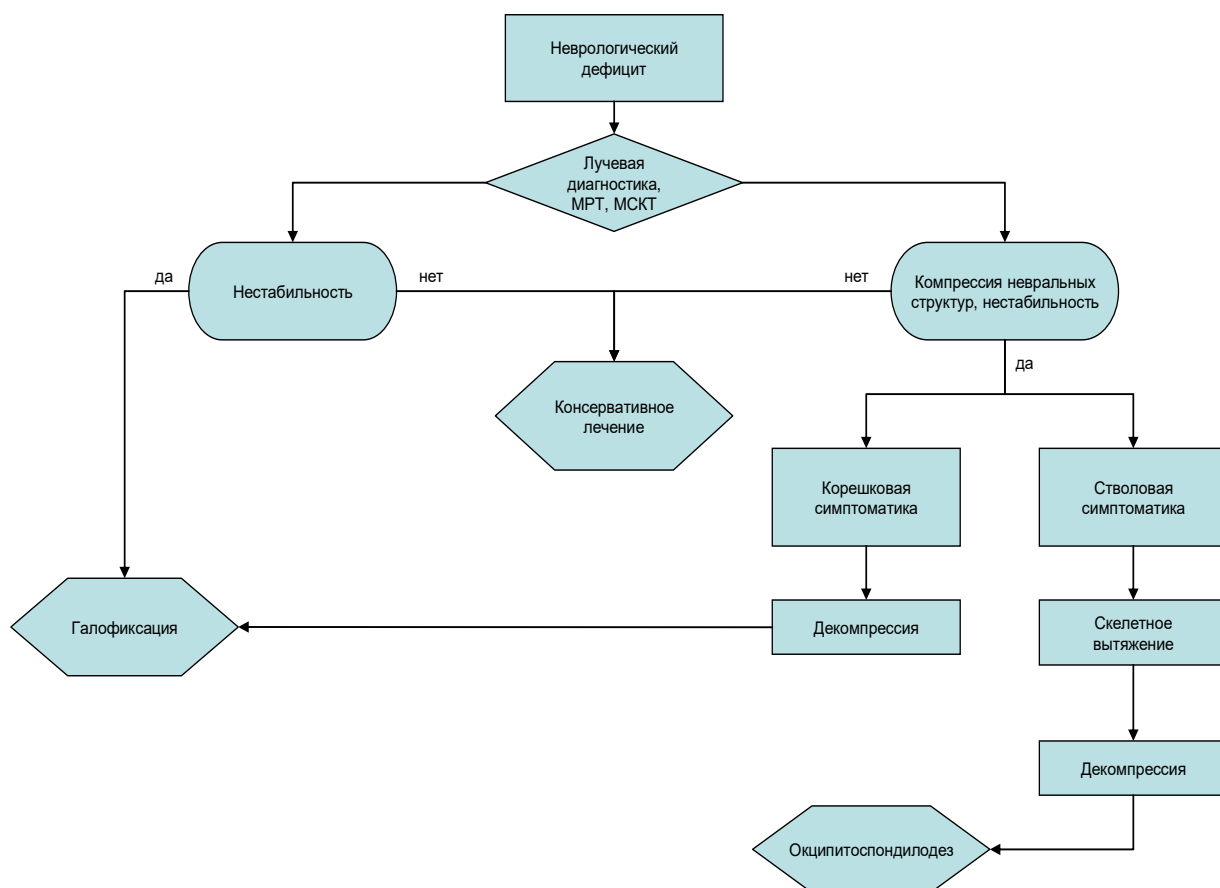 Неврологический
дефицит
Лучевая
диагностика,
МРТ, МСКТ
да
Нестабильность
нет
нет
Компрессия невральных
структур, нестабильность
да
Консервативное
лечение
Корешковая
симптоматика
Стволовая
симптоматика
Галофиксация
Декомпрессия
Скелетное
вытяжение
Декомпрессия
Окципитоспондилодез